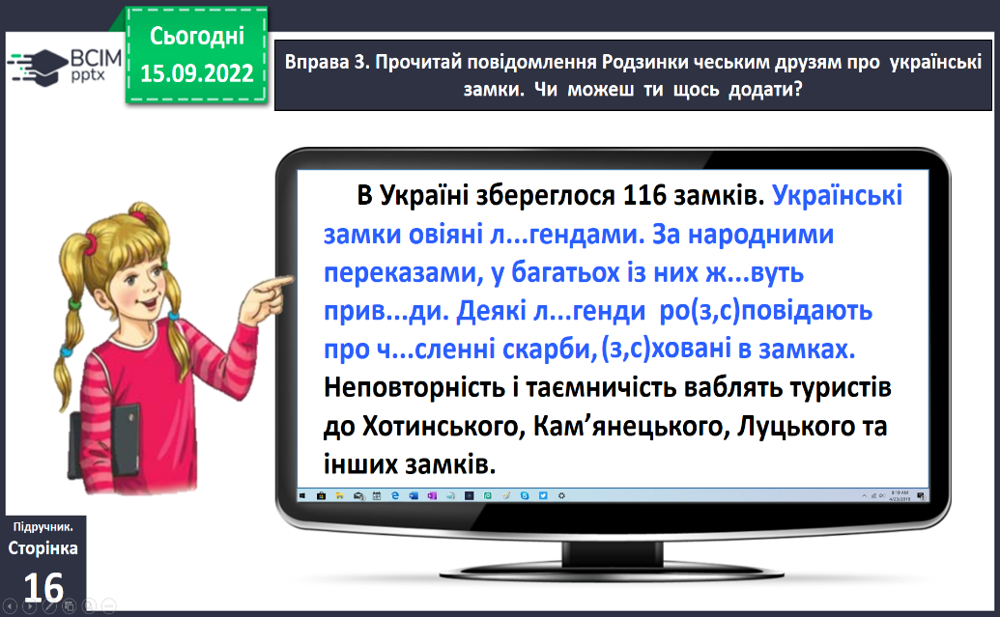 Сьогодні
15.09.2022
ВСІМ
pptx
Вправа 3. Прочитай повідомлення Родзинки чеським друзям про українські
замки. Чи можеш ти щось додати?
В Україні збереглося 116 замків. Українські
замки овіяні л...гендами. За народними
переказами, у багатьох із них ж...вуть
прив...ди. Деякі л...генди ро(з,с)повідають
про ч...сленні скарби, (з,с)ховані в замках.
Неповторність і таємничість ваблять туристів
до Хотинського, Кам’янецького, Луцького та
інших замків.
Підручник.
Сторінка
16